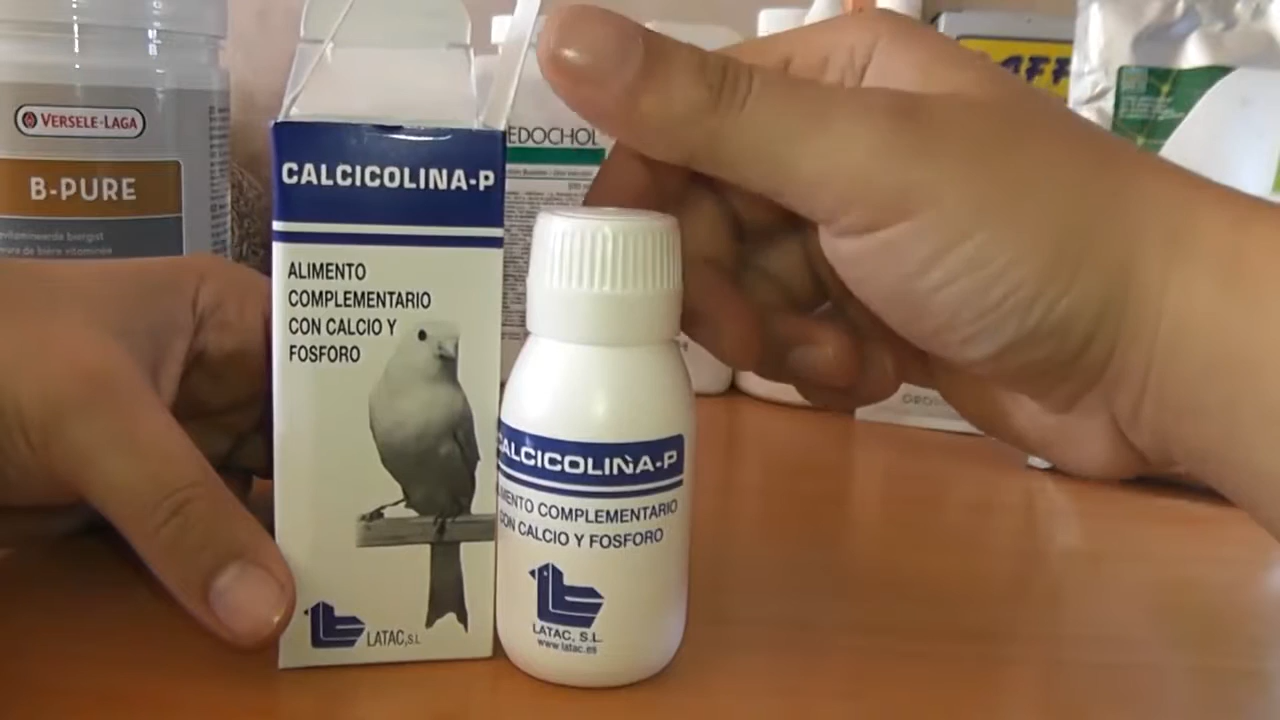 VERSELE-LAGA
B-PURE
CALCICOLINA-P
ALIMENTO
COMPLEMENTARIO
CON CALCIO Y
FOSFORO
LATAC, S.L
EDOCHOL
CALCICOLINA-P
MENTO COMPLEMENTARIO
CON CALCIO Y FOSFORO
LATAC, S.L.
www.latac.es